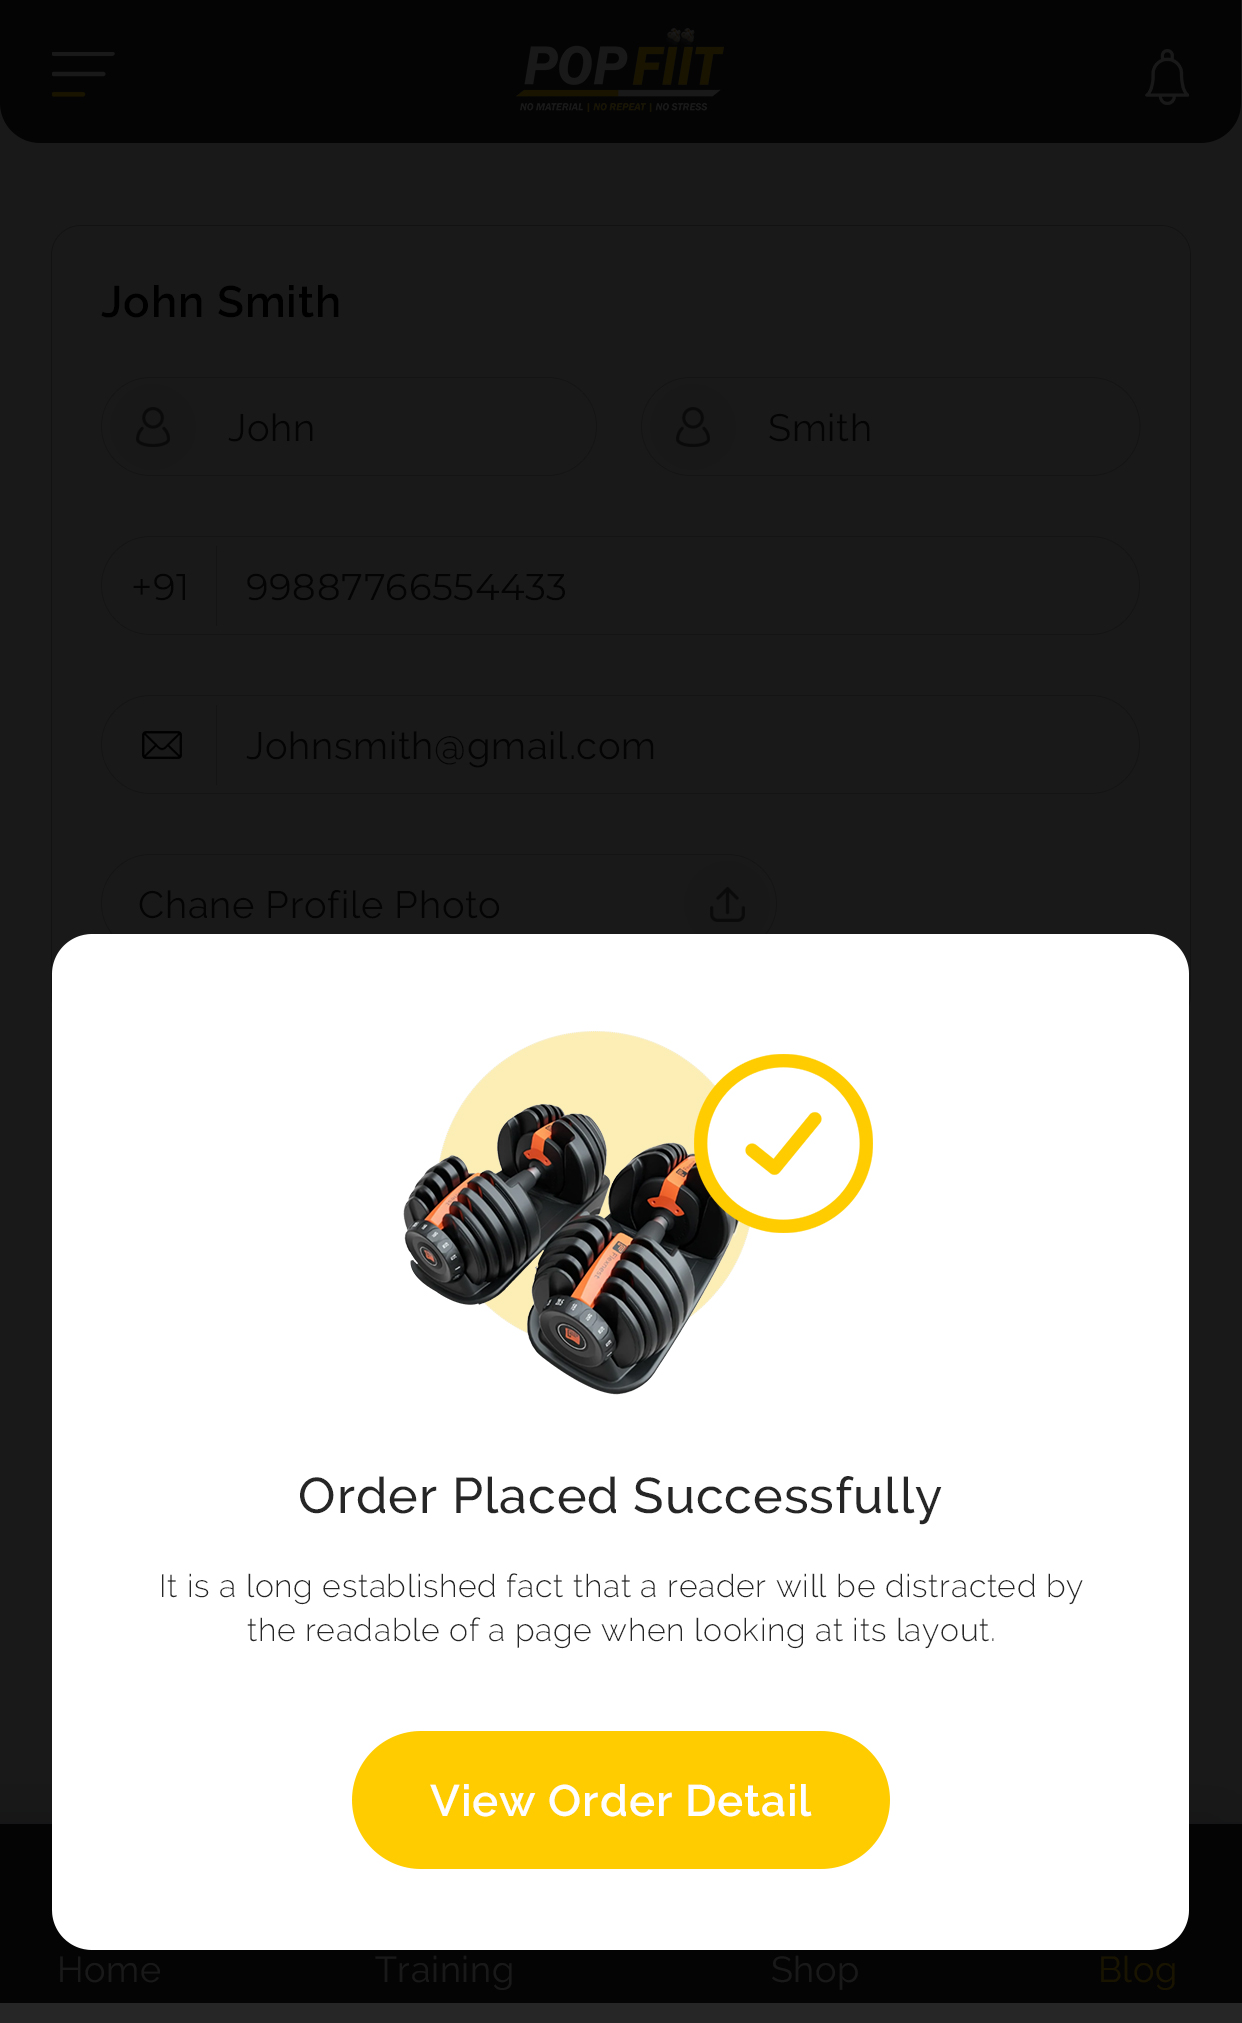 POP FIIT
NO MATERIAL | NO REPEAT | NO STRESS
John Smith
John
Smith
+91
99887766554433
Johnsmith@gmail.com
Chane Profile Photo
Order Placed Successfully
It is a long established fact that a reader will be distracted by
the readable of a page when looking at its layout.
View Order Detail
Home
Training
Shop
Blog